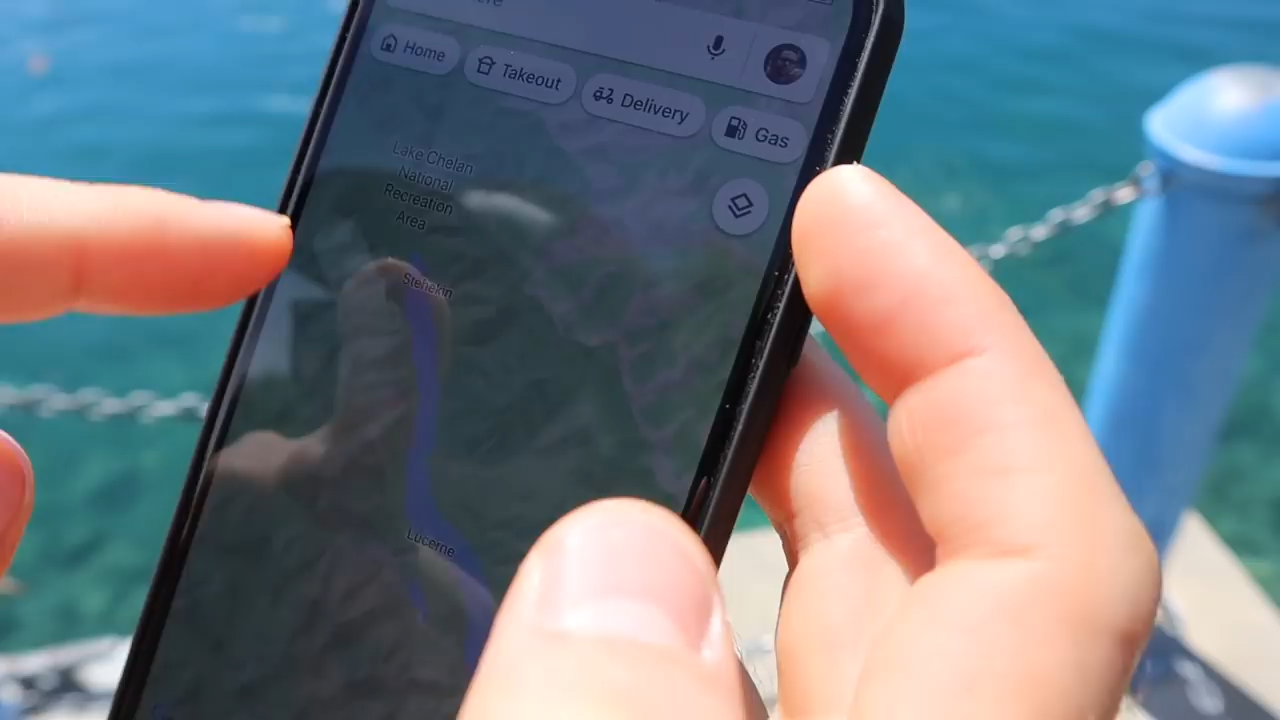 Home
Takeout
Delivery
Gas
Lake Chelan
National
Recreation
Area
Stehekin
Lucerne